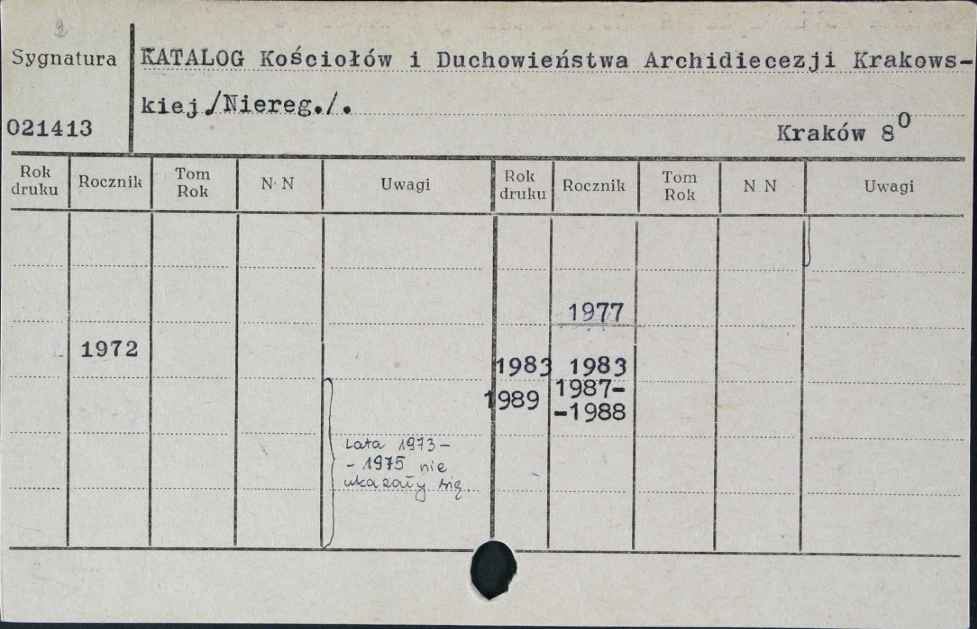 Sygnatura
KATALOG Kościołów i Duchowieństwa Archidiecezji Krakows-
kiej./Niereg./.
021413
Kraków 8⁰
Rok druku Rocznik Tom Rok N N Uwagi Rok druku Rocznik Tom Rok N N Uwagi
1977
1972
1983 1983
1989 1987-
-1988
Lata 1973-
- 1975 nie
ukazały się.